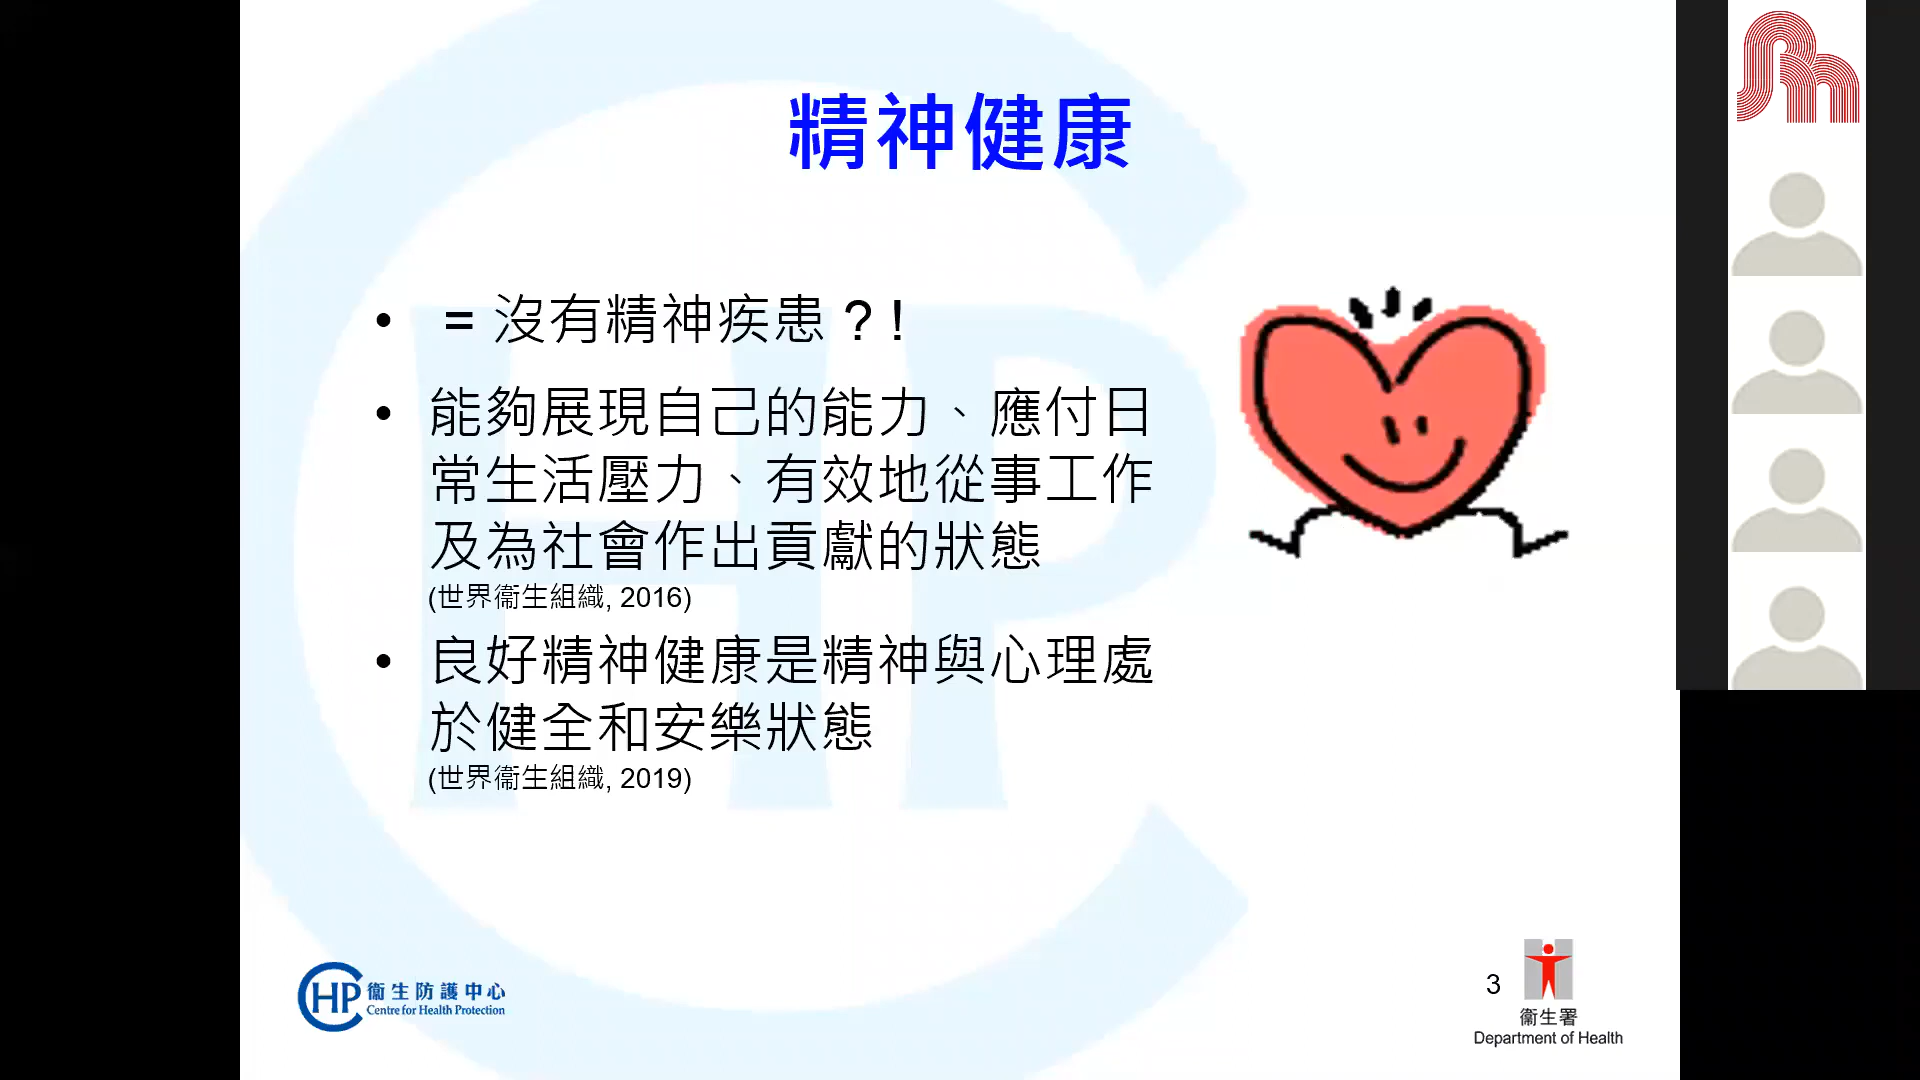 精神健康
• = 沒有精神疾患?!
• 能夠展現自己的能力、應付日
常生活壓力、有效地從事工作
及為社會作出貢獻的狀態
(世界衞生組織, 2016)
• 良好精神健康是精神與心理處
於健全和安樂狀態
(世界衞生組織, 2019)
CHP 衞生防護中心
Centre for Health Protection
3
衞生署
Department of Health